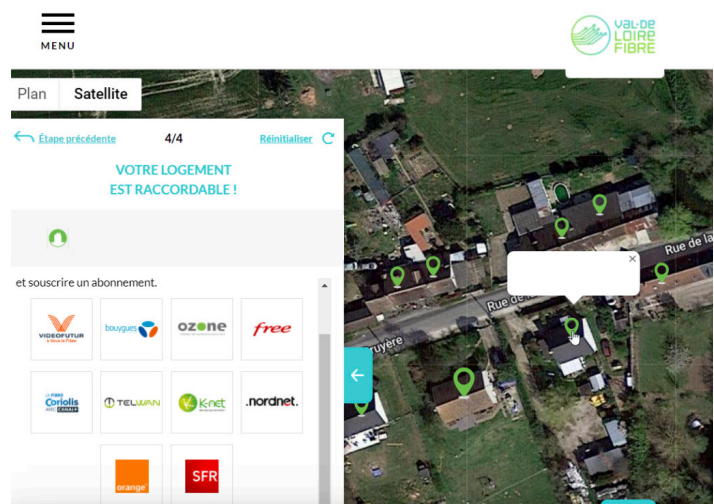 MENU
VAL-DE
LOIRE
FIBRE
Plan
Satellite
Étape précédente
4/4
Réinitialiser
VOTRE LOGEMENT
EST RACCORDABLE !
et souscrire un abonnement.
VIDEOFUTUR
bouygues
ozone
free
Coriolis
TELWAN
K-net
.nordnet.
orange
SFR
Rue de la
Rue de
uyère